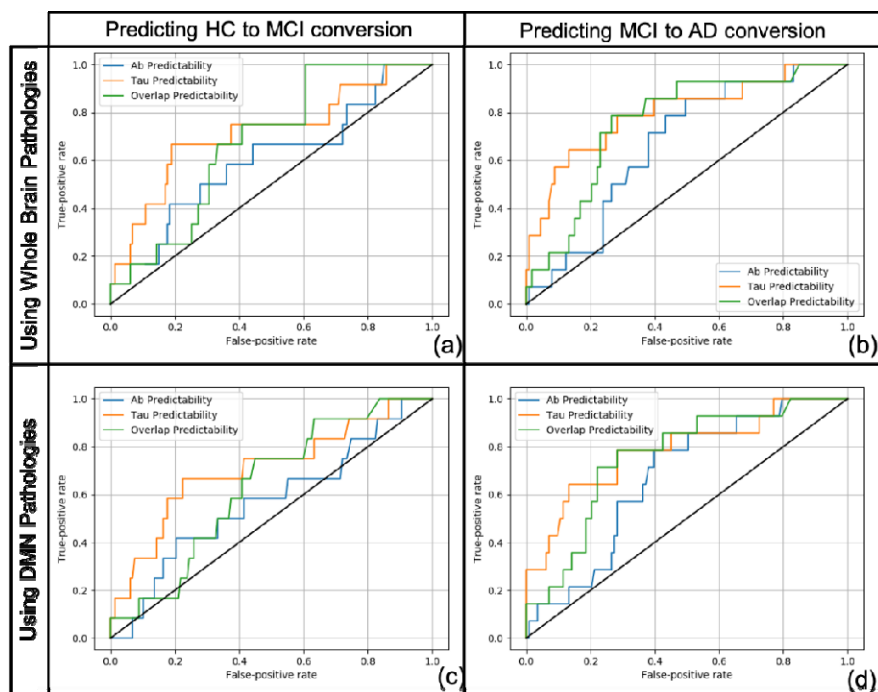 Predicting HC to MCI conversion
Predicting MCI to AD conversion
Using Whole Brain Pathologies
1.0
0.8
0.6
0.4
0.2
0.0
True-positive rate
Ab Predictability
Tau Predictability
Overlap Predictability
0.0 0.2 0.4 0.6 0.8 1.0
False-positive rate
(a)
1.0
0.8
0.6
0.4
0.2
0.0
True-positive rate
Ab Predictability
Tau Predictability
Overlap Predictability
0.0 0.2 0.4 0.6 0.8 1.0
False-positive rate
(b)
Using DMN Pathologies
1.0
0.8
0.6
0.4
0.2
0.0
True-positive rate
Ab Predictability
Tau Predictability
Overlap Predictability
0.0 0.2 0.4 0.6 0.8 1.0
False-positive rate
(c)
1.0
0.8
0.6
0.4
0.2
0.0
True-positive rate
Ab Predictability
Tau Predictability
Overlap Predictability
0.0 0.2 0.4 0.6 0.8 1.0
False-positive rate
(d)